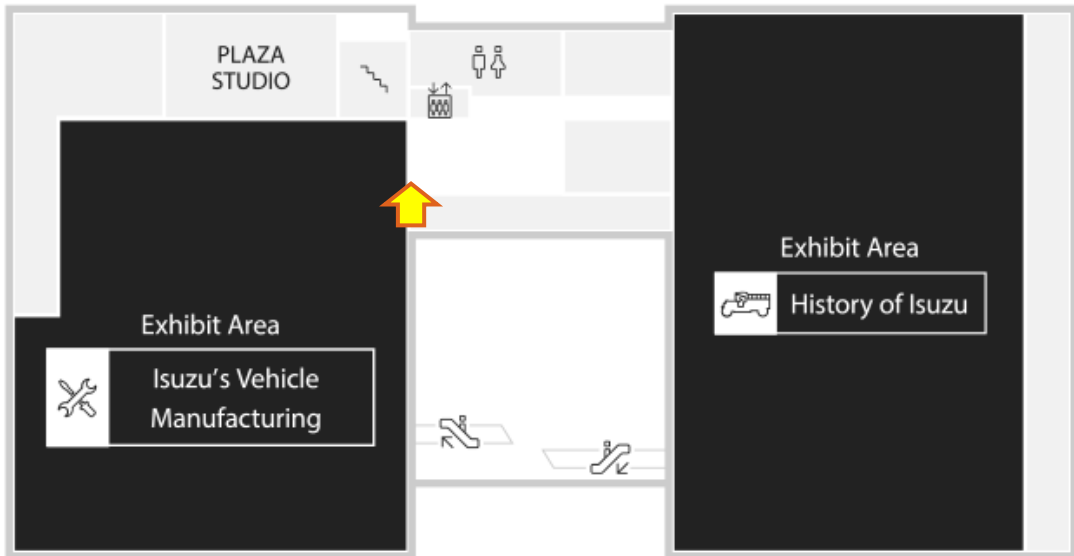 PLAZA
STUDIO
Exhibit Area
History of Isuzu
Exhibit Area
Isuzu’s Vehicle
Manufacturing